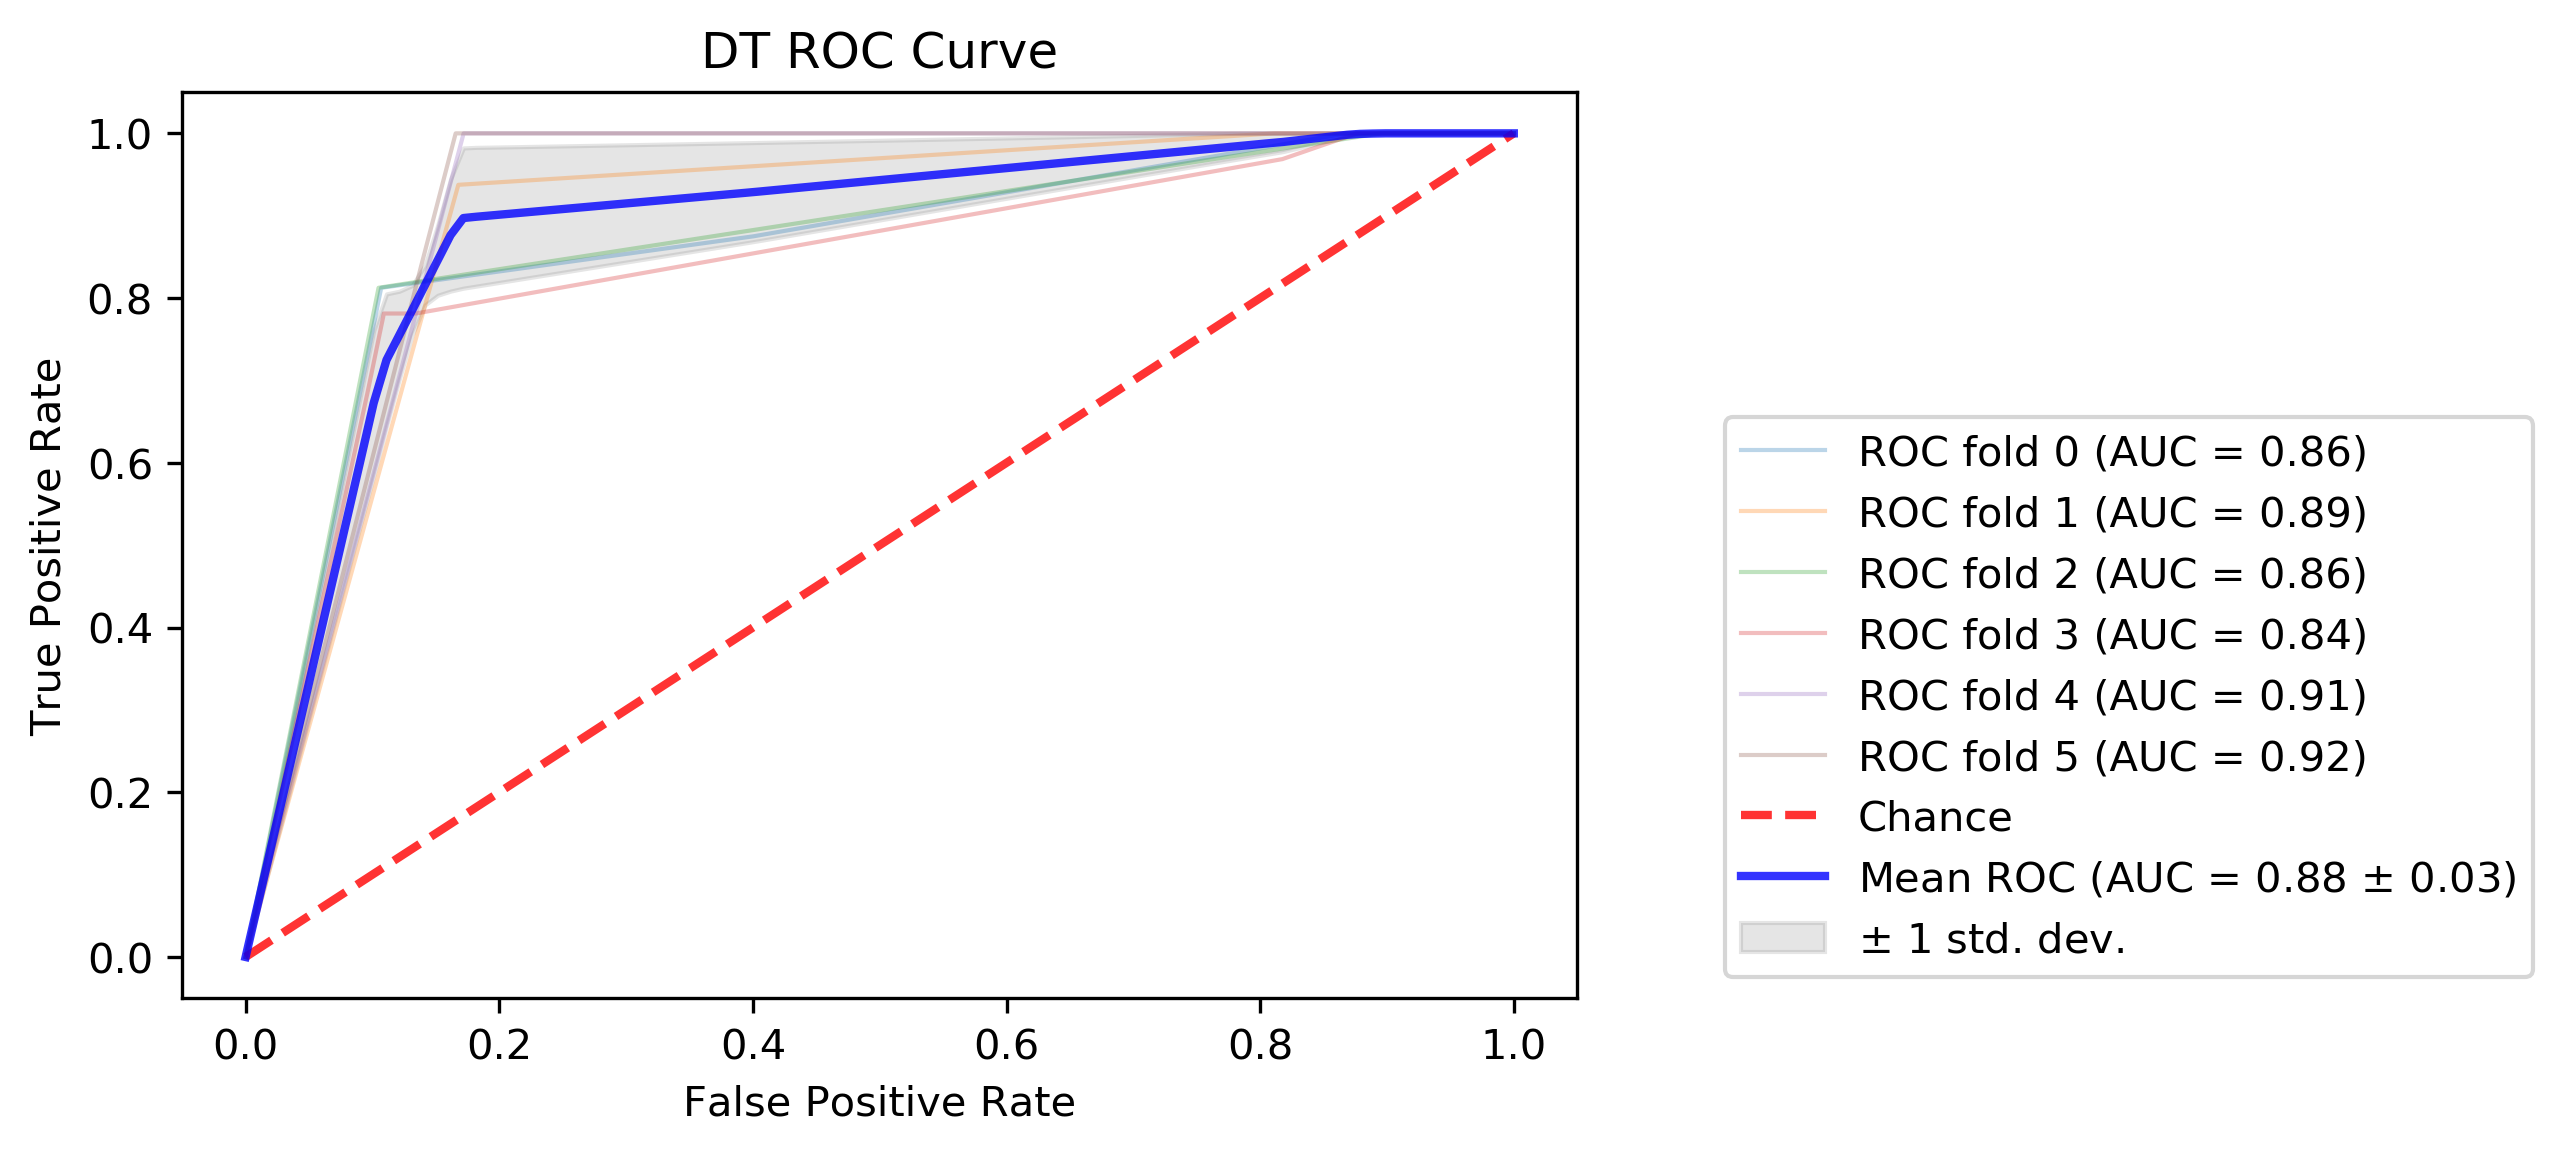 DT ROC Curve
True Positive Rate
1.0
0.8
0.6
0.4
0.2
0.0
0.0 0.2 0.4 0.6 0.8 1.0
False Positive Rate
ROC fold 0 (AUC = 0.86)
ROC fold 1 (AUC = 0.89)
ROC fold 2 (AUC = 0.86)
ROC fold 3 (AUC = 0.84)
ROC fold 4 (AUC = 0.91)
ROC fold 5 (AUC = 0.92)
Chance
Mean ROC (AUC = 0.88 ± 0.03)
± 1 std. dev.